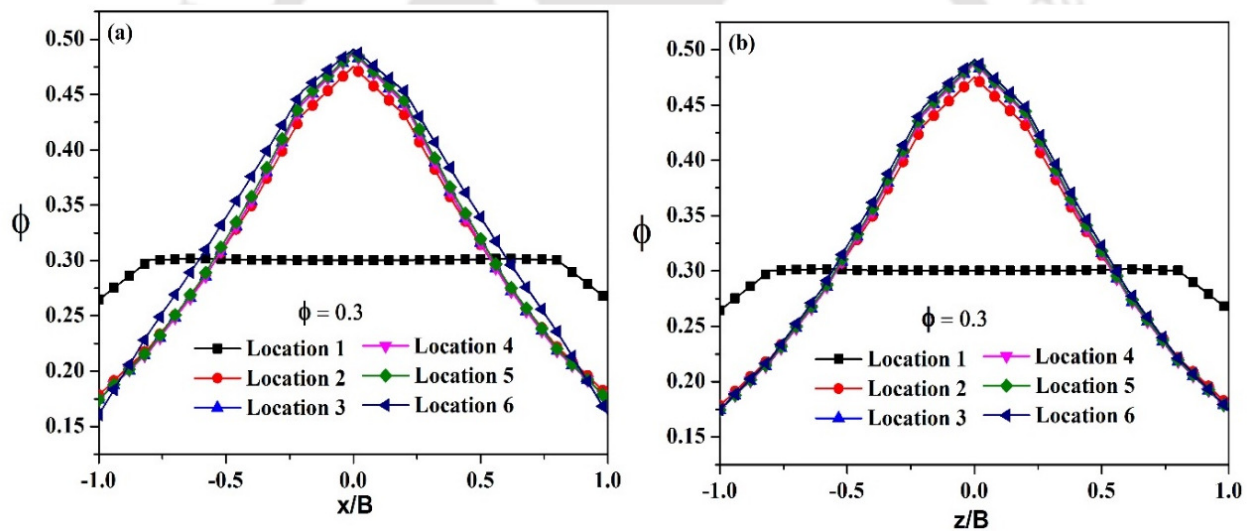 (a)
0.50
0.45
0.40
0.35
0.30
0.25
0.20
0.15
ϕ
ϕ = 0.3
Location 1 Location 4
Location 2 Location 5
Location 3 Location 6
-1.0 -0.5 0.0 0.5 1.0
x/B
(b)
0.50
0.45
0.40
0.35
0.30
0.25
0.20
0.15
ϕ
ϕ = 0.3
Location 1 Location 4
Location 2 Location 5
Location 3 Location 6
-1.0 -0.5 0.0 0.5 1.0
z/B